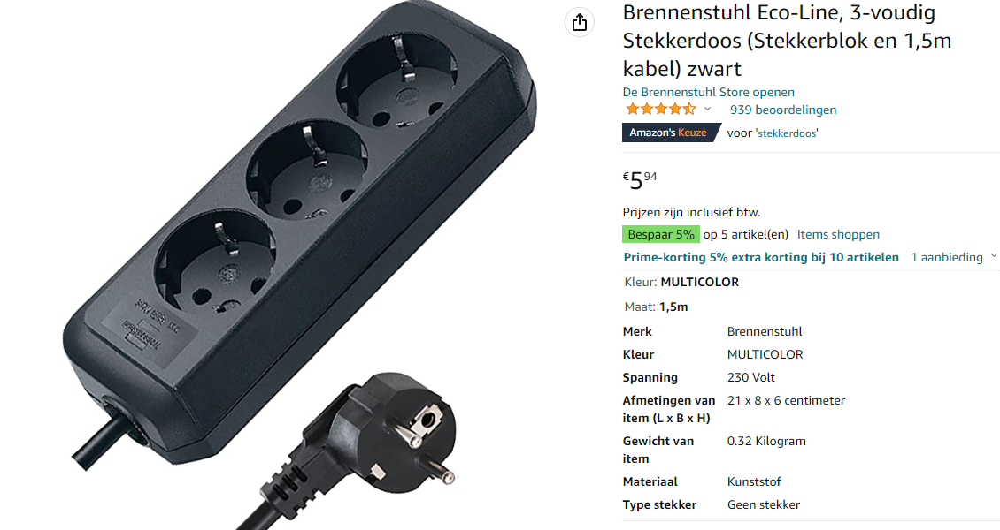 Brennenstuhl Eco-Line, 3-voudig
Stekkerdoos (Stekkerblok en 1,5m
kabel) zwart
De Brennenstuhl Store openen
939 beoordelingen
Amazon's Keuze voor 'stekkerdoos'
€5 94
Prijzen zijn inclusief btw.
Bespaar 5% op 5 artikel(en) Items shoppen
Prime-korting 5% extra korting bij 10 artikelen 1 aanbieding
Kleur: MULTICOLOR
Maat: 1,5m
Merk Brennenstuhl
Kleur MULTICOLOR
Spanning 230 Volt
Afmetingen van 21 x 8 x 6 centimeter
item (L x B x H)
Gewicht van 0.32 Kilogram
item
Materiaal Kunststof
Type stekker Geen stekker